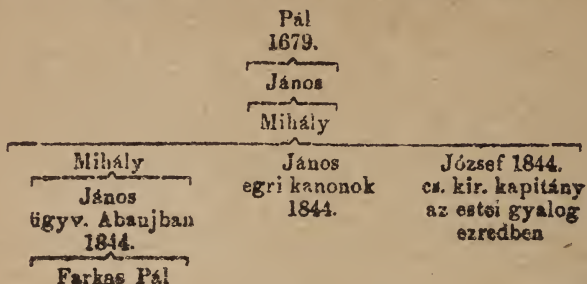 Pál
1679.
János
Mihály
Mihály
János
ügyv. Abaujban
1844.
Farkas Pál
János
egri kanonok
1844.
József 1844.
cs. kir. kapitány
az estei gyalog
ezredben